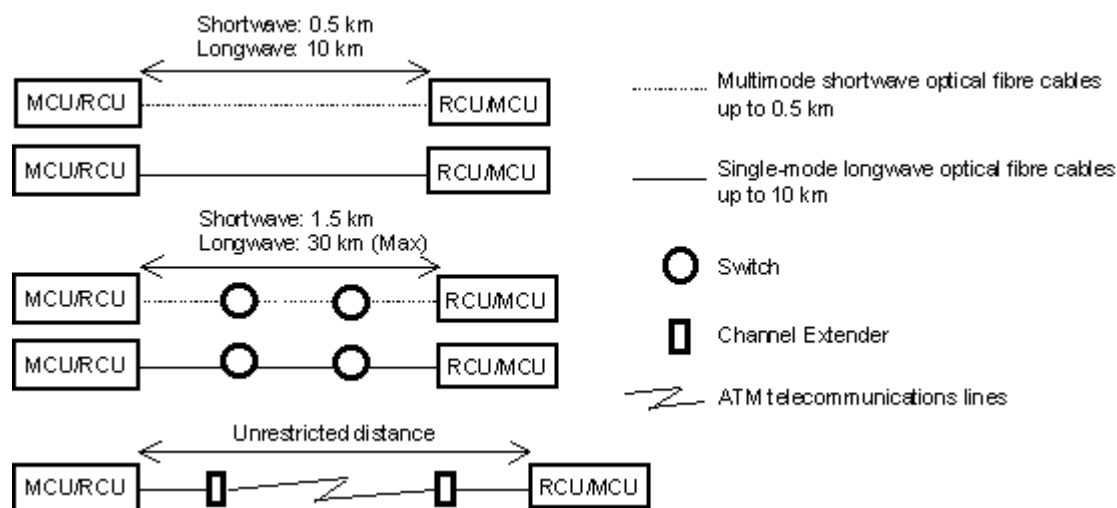 Shortwave: 0.5 km
Longwave: 10 km
MCU/RCU
RCU/MCU
MCU/RCU
RCU/MCU
Shortwave: 1.5 km
Longwave: 30 km (Max)
MCU/RCU
RCU/MCU
MCU/RCU
RCU/MCU
Unrestricted distance
MCU/RCU
RCU/MCU
Multimode shortwave optical fibre cables
up to 0.5 km
Single-mode longwave optical fibre cables
up to 10 km
Switch
Channel Extender
ATM telecommunications lines